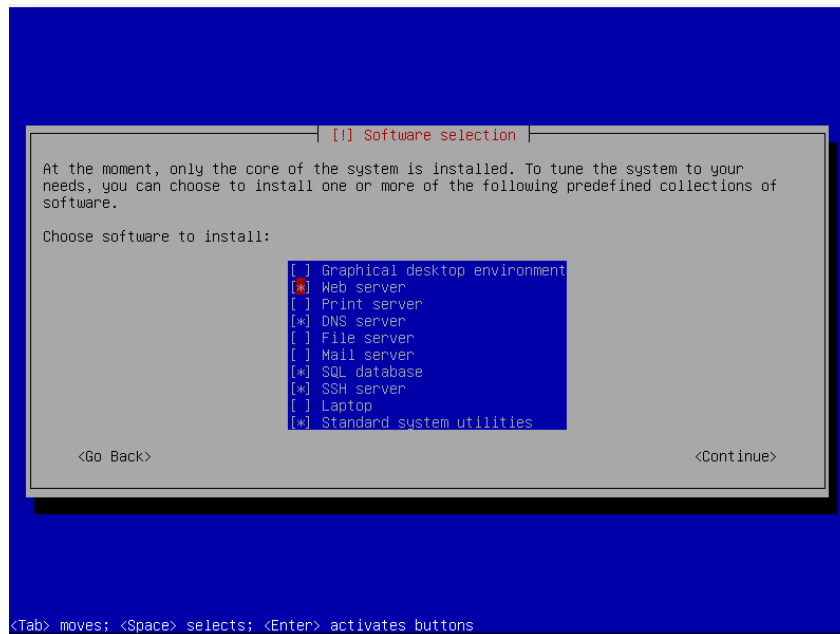 [!] Software selection
At the moment, only the core of the system is installed. To tune the system to your
needs, you can choose to install one or more of the following predefined collections of
software.
Choose software to install:
[ ] Graphical desktop environment
[*] Web server
[ ] Print server
[*] DNS server
[ ] File server
[ ] Mail server
[*] SQL database
[*] SSH server
[ ] Laptop
[*] Standard system utilities
<Go Back> <Continue>
<Tab> moves; <Space> selects; <Enter> activates buttons